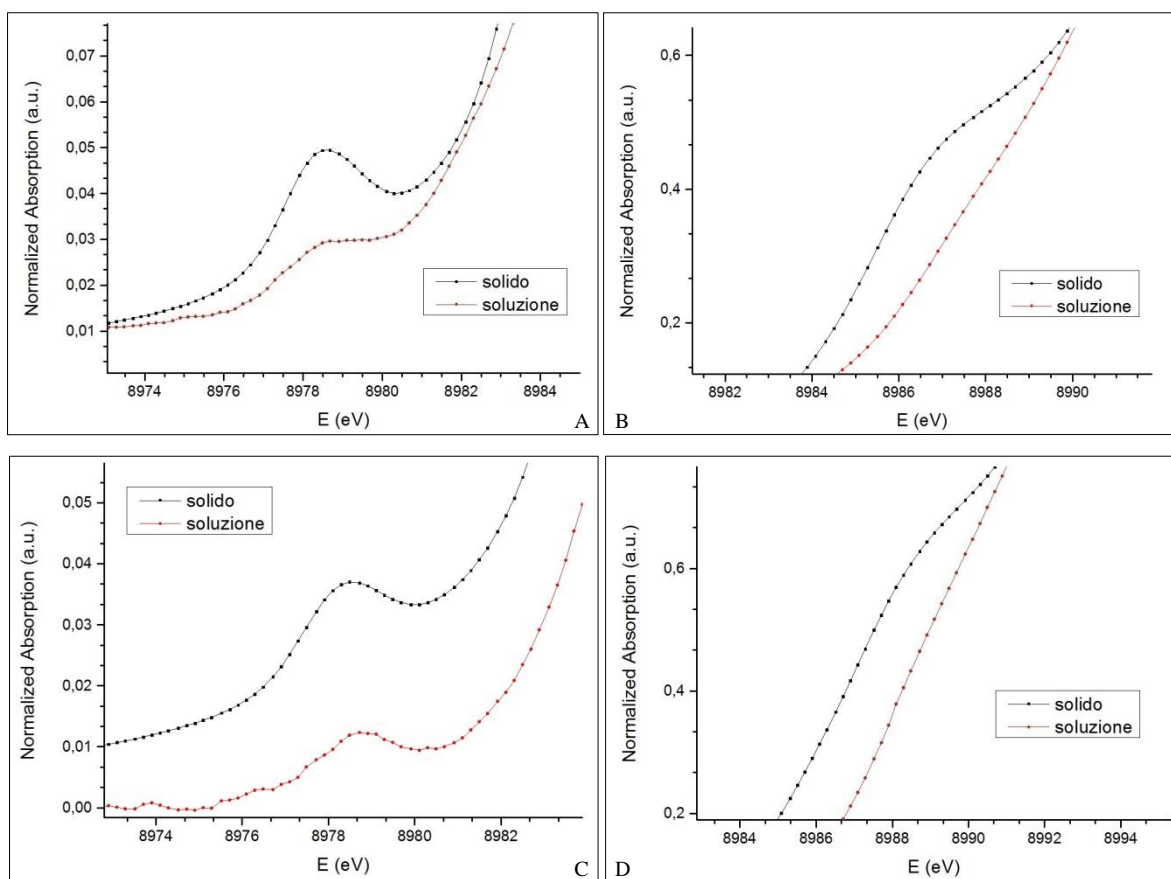 0,07
0,06
0,05
0,04
0,03
0,02
0,01
Normalized Absorption (a.u.)
solido
soluzione
8974 8976 8978 8980 8982 8984
E (eV)
A
0,6
0,4
0,2
Normalized Absorption (a.u.)
solido
soluzione
8982 8984 8986 8988 8990
E (eV)
B
0,05
0,04
0,03
0,02
0,01
0,00
Normalized Absorption (a.u.)
solido
soluzione
8974 8976 8978 8980 8982
E (eV)
C
0,6
0,4
0,2
Normalized Absorption (a.u.)
solido
soluzione
8984 8986 8988 8990 8992 8994
E (eV)
D